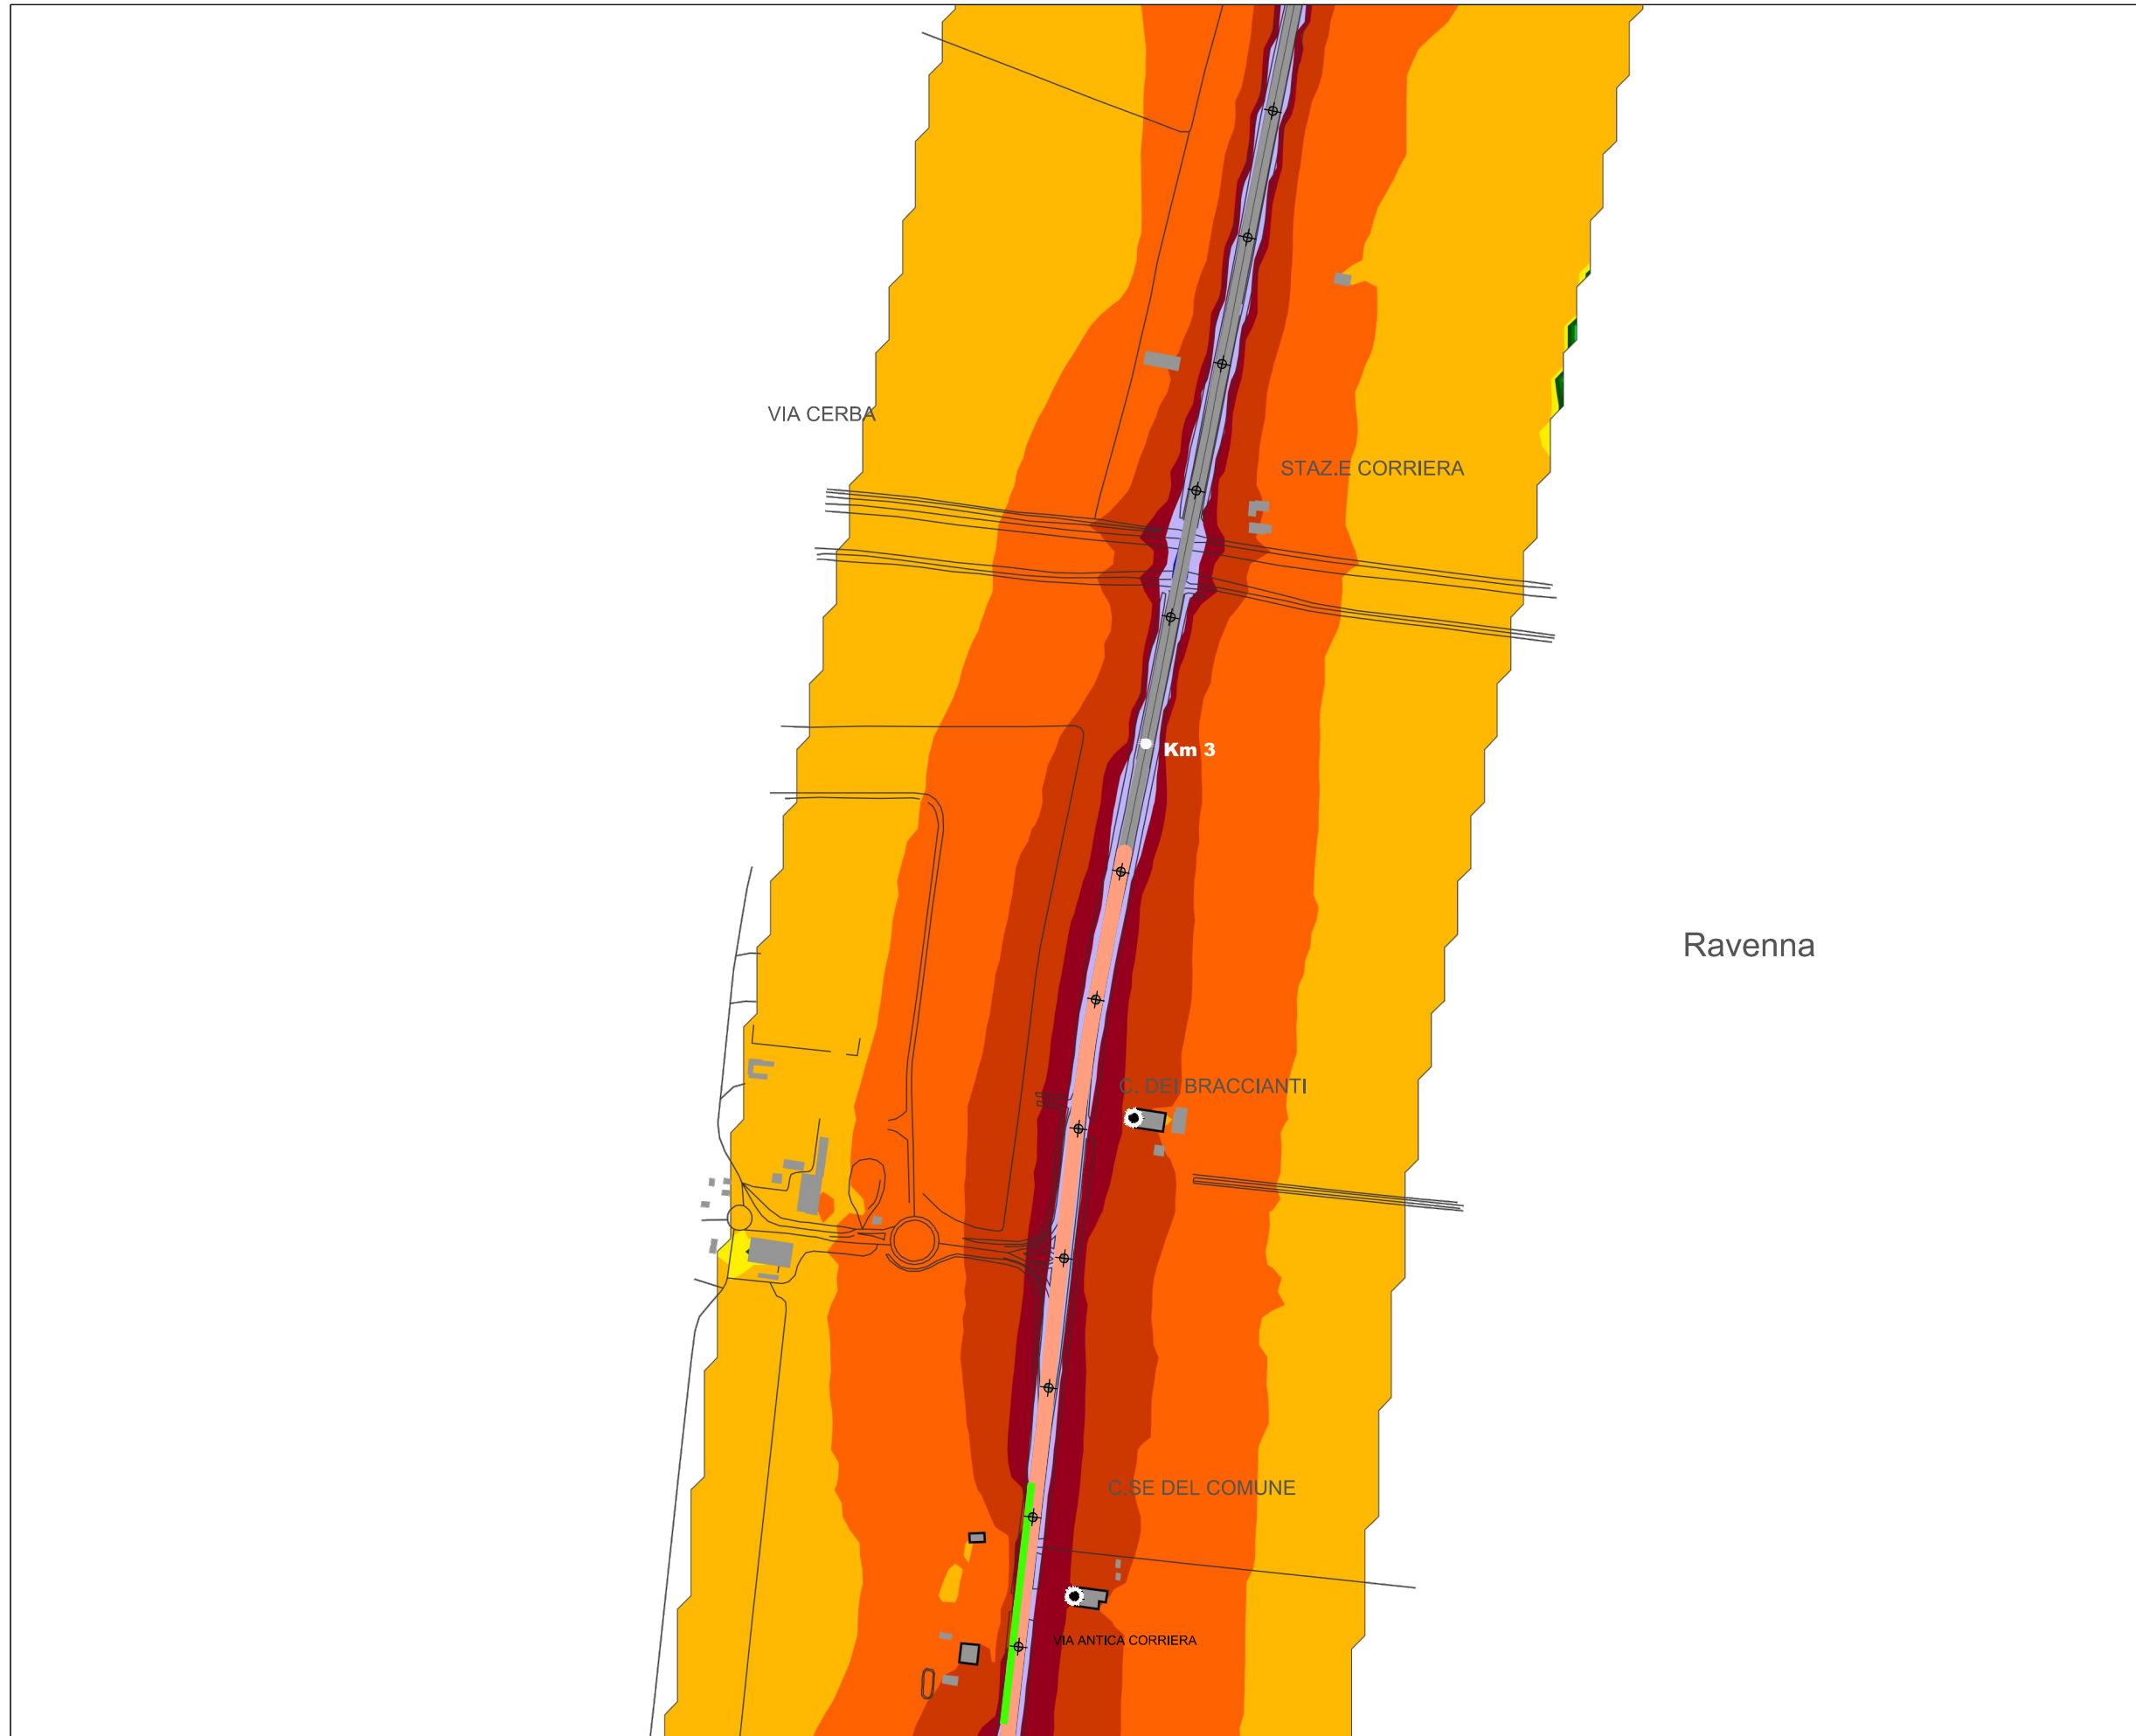 VIA CERBA
STAZ.E CORRIERA
Km 3
Ravenna
C. DEI BRACCIANTI
C.SE DEL COMUNE
VIA ANTICA CORRIERA